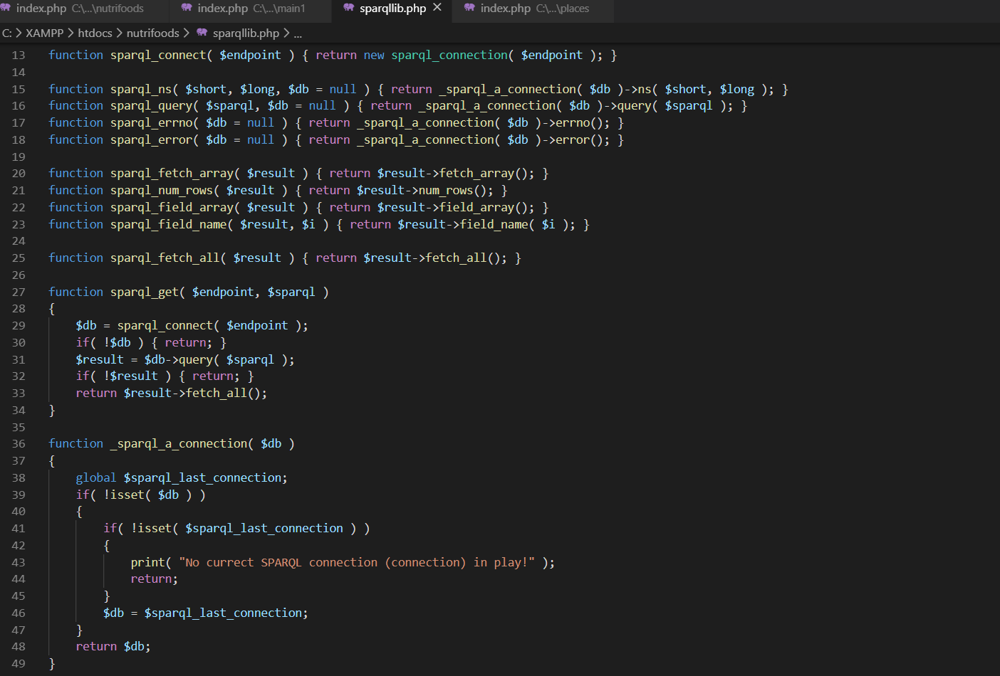 index.php C:\...\nutrifoods index.php C:\...\main1 sparqllib.php × index.php C:\...\places
C: > XAMPP > htdocs > nutrifoods > sparqllib.php > ...
13 function sparql_connect( $endpoint ) { return new sparql_connection( $endpoint ); }
14
15 function sparql_ns( $short, $long, $db = null ) { return _sparql_a_connection( $db )->ns( $short, $long ); }
16 function sparql_query( $sparql, $db = null ) { return _sparql_a_connection( $db )->query( $sparql ); }
17 function sparql_errno( $db = null ) { return _sparql_a_connection( $db )->errno(); }
18 function sparql_error( $db = null ) { return _sparql_a_connection( $db )->error(); }
19
20 function sparql_fetch_array( $result ) { return $result->fetch_array(); }
21 function sparql_num_rows( $result ) { return $result->num_rows(); }
22 function sparql_field_array( $result ) { return $result->field_array(); }
23 function sparql_field_name( $result, $i ) { return $result->field_name( $i ); }
24
25 function sparql_fetch_all( $result ) { return $result->fetch_all(); }
26
27 function sparql_get( $endpoint, $sparql )
28 {
29     $db = sparql_connect( $endpoint );
30     if( !$db ) { return; }
31     $result = $db->query( $sparql );
32     if( !$result ) { return; }
33     return $result->fetch_all();
34 }
35
36 function _sparql_a_connection( $db )
37 {
38     global $sparql_last_connection;
39     if( !isset( $db ) )
40     {
41         if( !isset( $sparql_last_connection ) )
42         {
43             print( "No currect SPARQL connection (connection) in play!" );
44             return;
45         }
46         $db = $sparql_last_connection;
47     }
48     return $db;
49 }